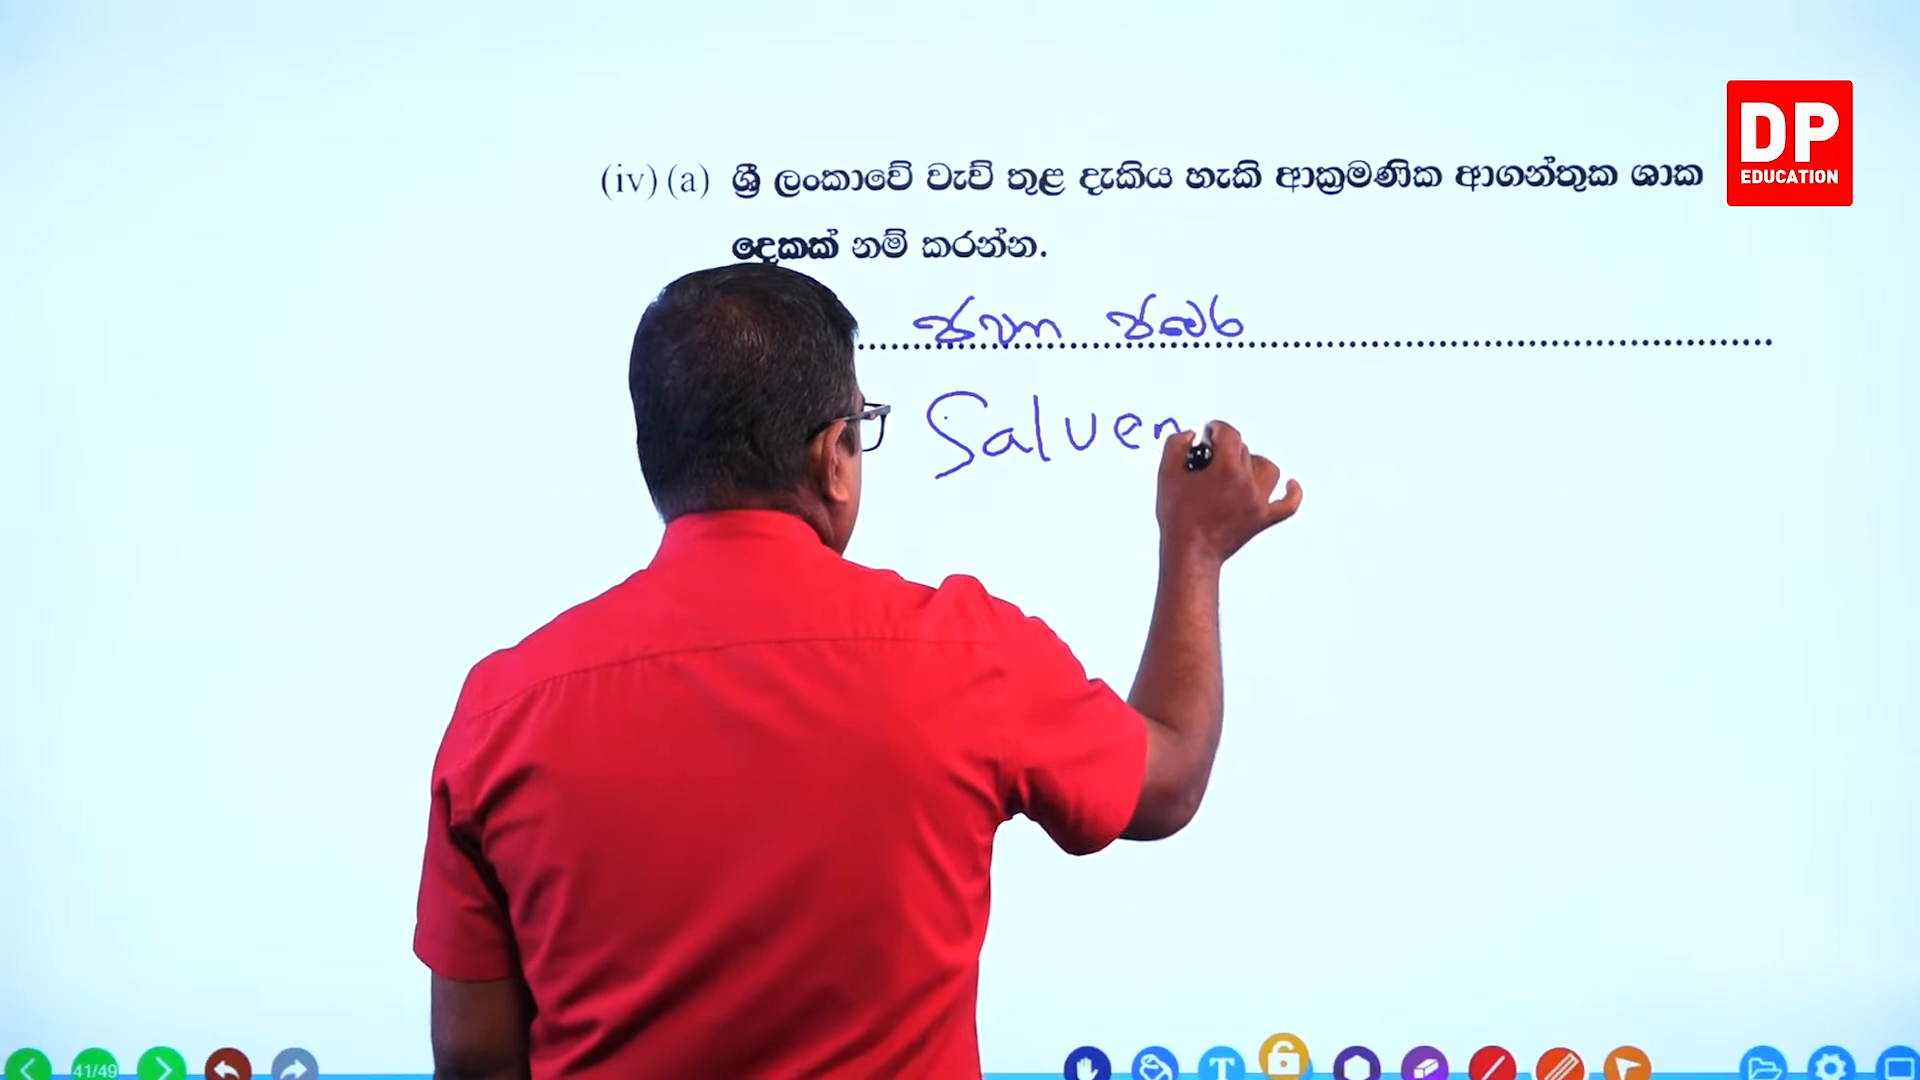 DP
EDUCATION
(iv) (a) ශ්‍රී ලංකාවේ වැව් තුළ දැකිය හැකි ආක්‍රමණික ආගන්තුක ශාක
දෙකක් නම් කරන්න.
ජපන් ජබර
Salven
41/49
T